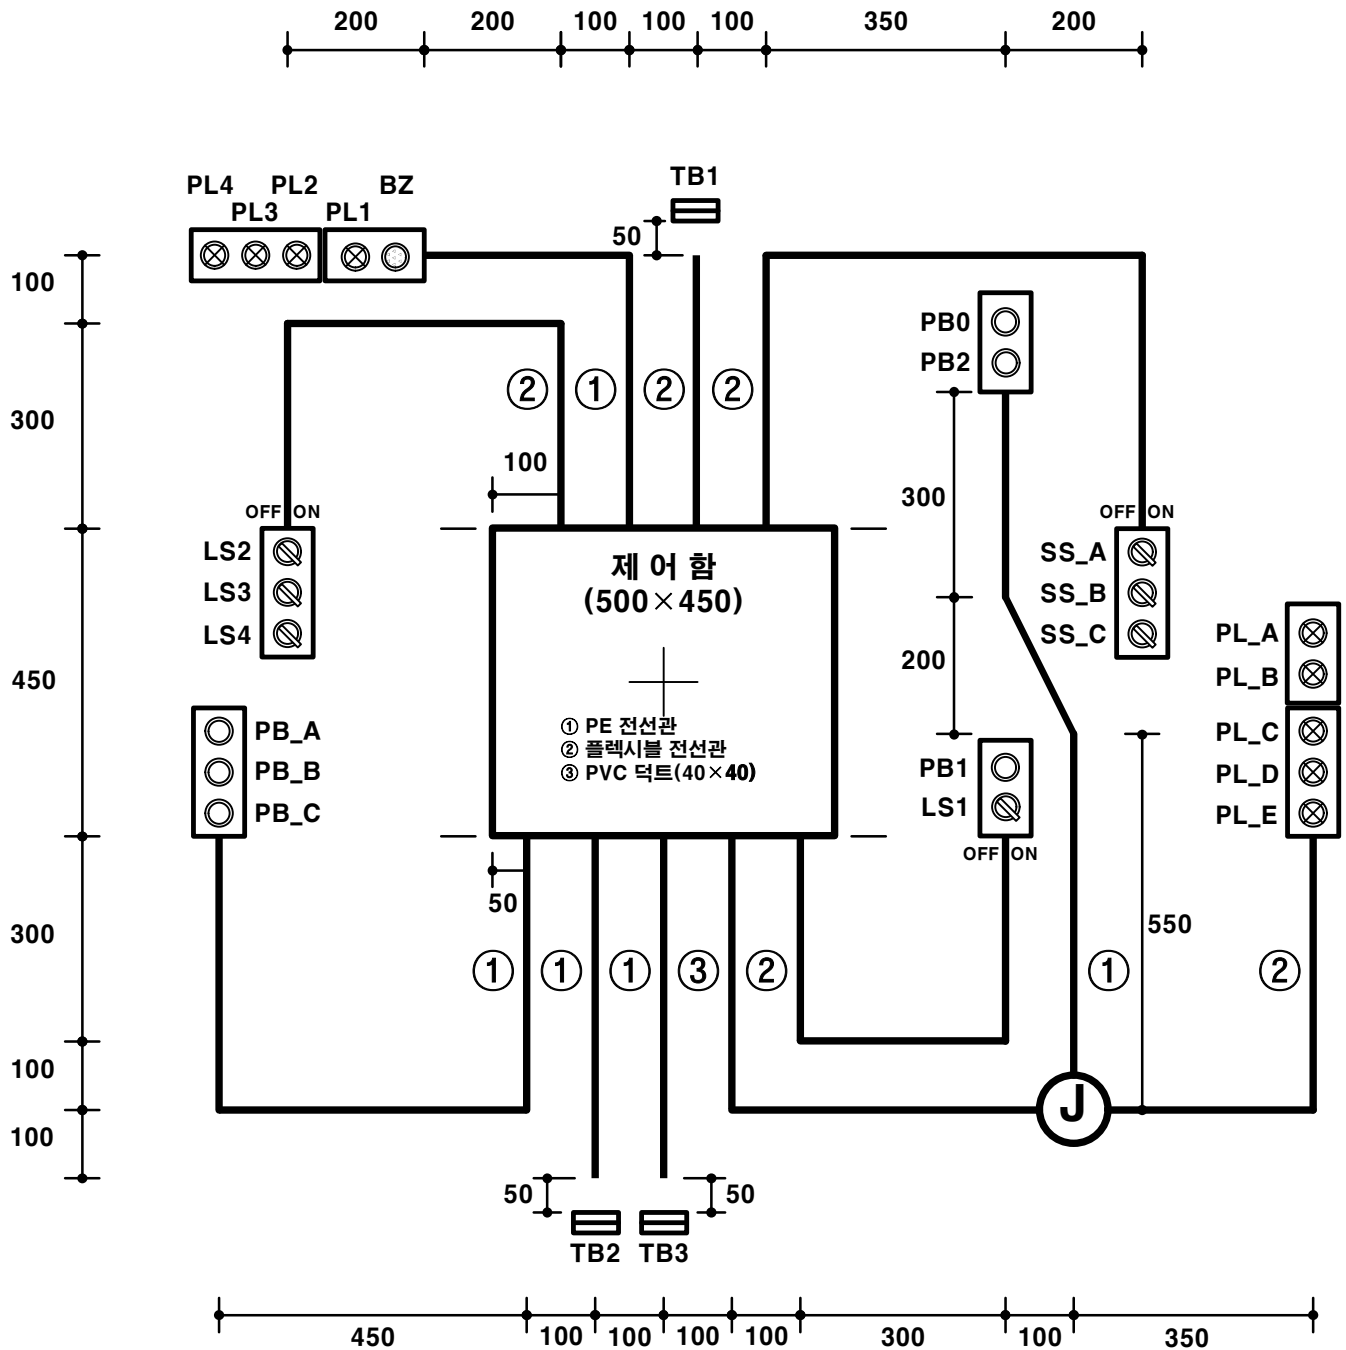 200 200 100 100 100 350 200
PL4 PL2 BZ
PL3 PL1
TB1
50
100
300
450
300
100
100
PB0
PB2
② ① ② ②
100
300
200
OFF ON
LS2
LS3
LS4
OFF ON
SS_A
SS_B
SS_C
제 어 함
(500×450)
① PE 전선관
② 플렉시블 전선관
③ PVC 덕트(40×40)
PL_A
PL_B
PL_C
PL_D
PL_E
PB_A
PB_B
PB_C
PB1
LS1
OFF ON
50
550
① ① ① ③ ② ① ②
J
50 50
TB2 TB3
450 100 100 100 100 300 100 350